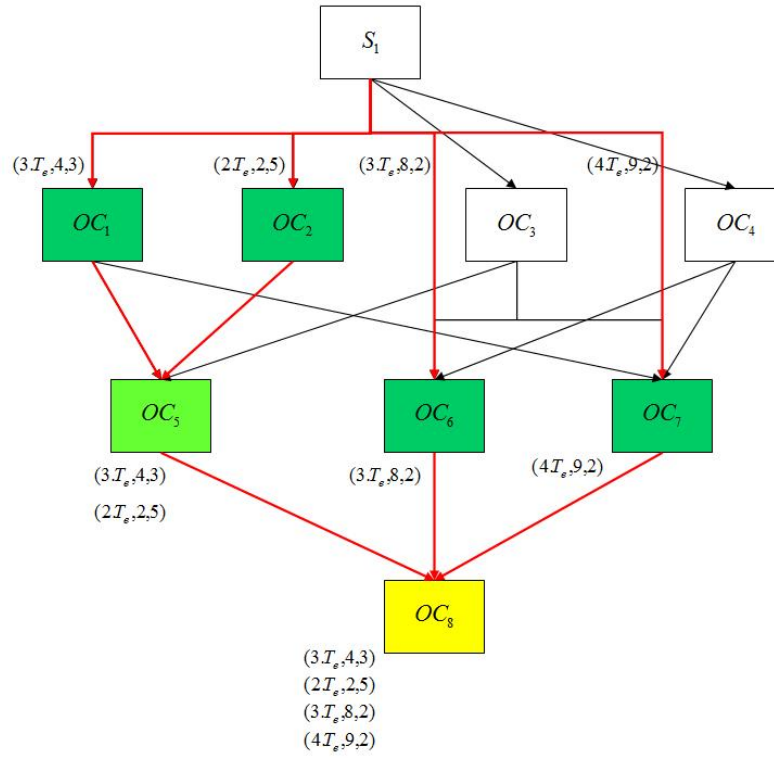 S₁
(3.Tₑ,4,3) (2.Tₑ,2,5) (3.Tₑ,8,2) (4.Tₑ,9,2)
OC₁ OC₂ OC₃ OC₄
OC₅ OC₆ OC₇
(3.Tₑ,4,3) (3.Tₑ,8,2) (4.Tₑ,9,2)
(2.Tₑ,2,5)
OC₈
(3.Tₑ,4,3)
(2.Tₑ,2,5)
(3.Tₑ,8,2)
(4.Tₑ,9,2)